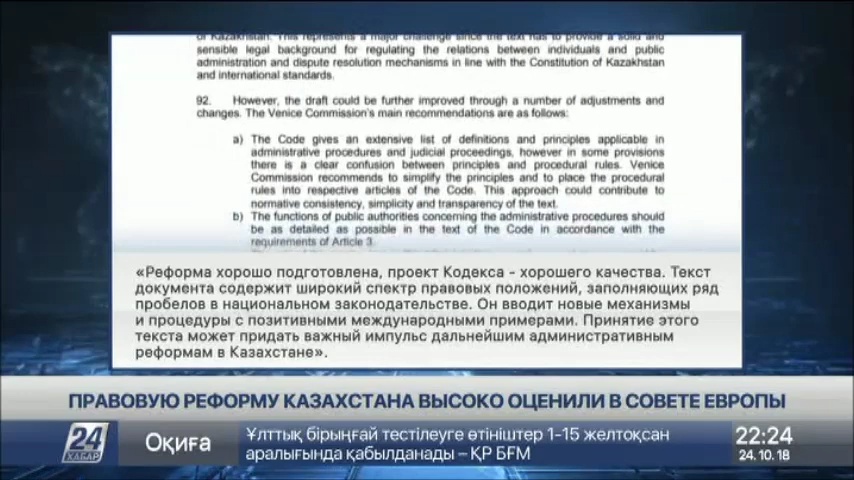 of Kazakhstan. This represents a major challenge since the text has to provide a solid and
sensible legal background for regulating the relations between individuals and public
administration and dispute resolution mechanisms in line with the Constitution of Kazakhstan
and international standards.
92. However, the draft could be further improved through a number of adjustments and
changes. The Venice Commission's main recommendations are as follows:
a) The Code gives an extensive list of definitions and principles applicable in
administrative procedures and judicial proceedings, however in some provisions
there is a clear confusion between principles and procedural rules. Venice
Commission recommends to simplify the principles and to place the procedural
rules into respective articles of the Code. This approach could contribute to
normative consistency, simplicity and transparency of the text.
b) The functions of public authorities concerning the administrative procedures should
be as detailed as possible in the text of the Code in accordance with the
requirements of Article 3.
«Реформа хорошо подготовлена, проект Кодекса - хорошего качества. Текст
документа содержит широкий спектр правовых положений, заполняющих ряд
пробелов в национальном законодательстве. Он вводит новые механизмы
и процедуры с позитивными международными примерами. Принятие этого
текста может придать важный импульс дальнейшим административным
реформам в Казахстане».
ПРАВОВУЮ РЕФОРМУ КАЗАХСТАНА ВЫСОКО ОЦЕНИЛИ В СОВЕТЕ ЕВРОПЫ
24
ХАБАР
Оқиға
Ұлттық бірыңғай тестілеуге өтініштер 1-15 желтоқсан
аралығында қабылданады – ҚР БҒМ
22:24
24.10.18